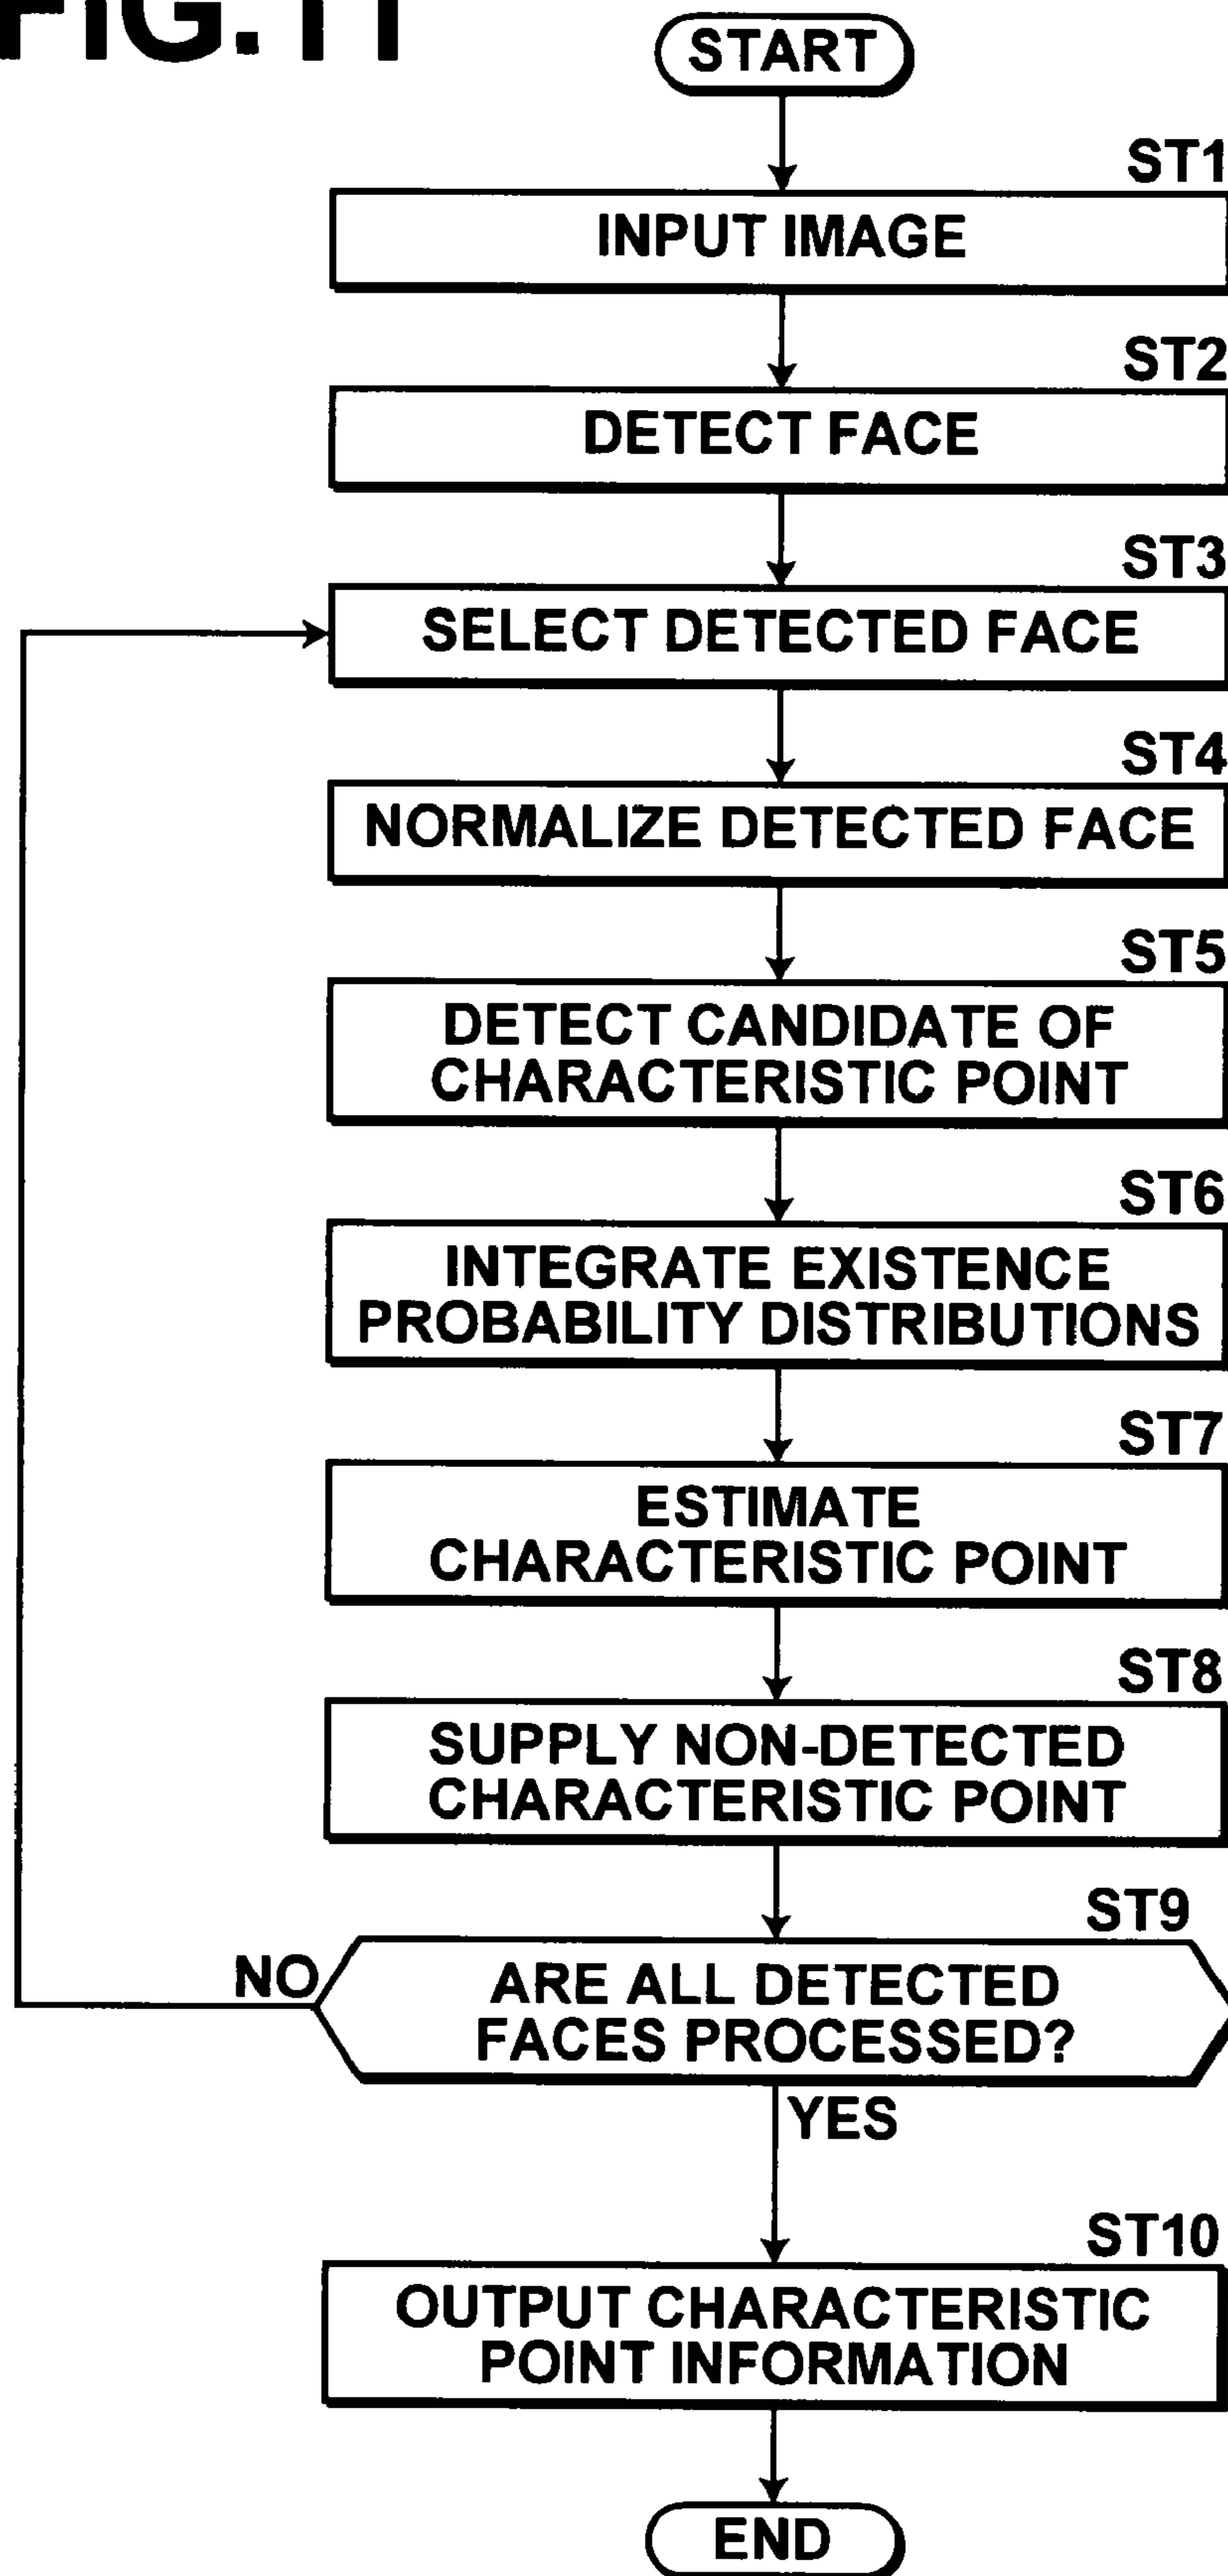 FIG.11
START
ST1
INPUT IMAGE
ST2
DETECT FACE
ST3
SELECT DETECTED FACE
ST4
NORMALIZE DETECTED FACE
ST5
DETECT CANDIDATE OF
CHARACTERISTIC POINT
ST6
INTEGRATE EXISTENCE
PROBABILITY DISTRIBUTIONS
ST7
ESTIMATE
CHARACTERISTIC POINT
ST8
SUPPLY NON-DETECTED
CHARACTERISTIC POINT
ST9
NO
ARE ALL DETECTED
FACES PROCESSED?
YES
ST10
OUTPUT CHARACTERISTIC
POINT INFORMATION
END